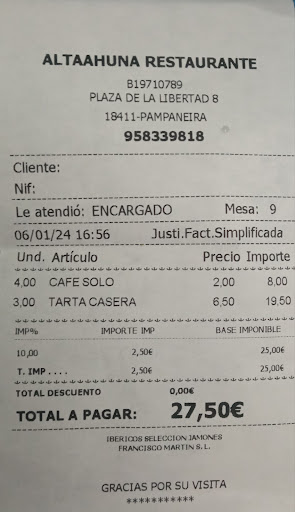 ALTAAHUNA RESTAURANTE
B19710789
PLAZA DE LA LIBERTAD 8
18411-PAMPANEIRA
958339818
Cliente:
Nif:
Le atendió: ENCARGADO Mesa: 9
06/01/24 16:56 Justi.Fact.Simplificada
Und. Artículo Precio Importe
4,00 CAFE SOLO 2,00 8,00
3,00 TARTA CASERA 6,50 19,50
IMP% IMPORTE IMP BASE IMPONIBLE
10,00 2,50€ 25,00€
T. IMP.... 2,50€ 25,00€
TOTAL DESCUENTO 0,00€
TOTAL A PAGAR: 27,50€
IBERICOS SELECCION JAMONES
FRANCISCO MARTIN S.L.
GRACIAS POR SU VISITA
***********